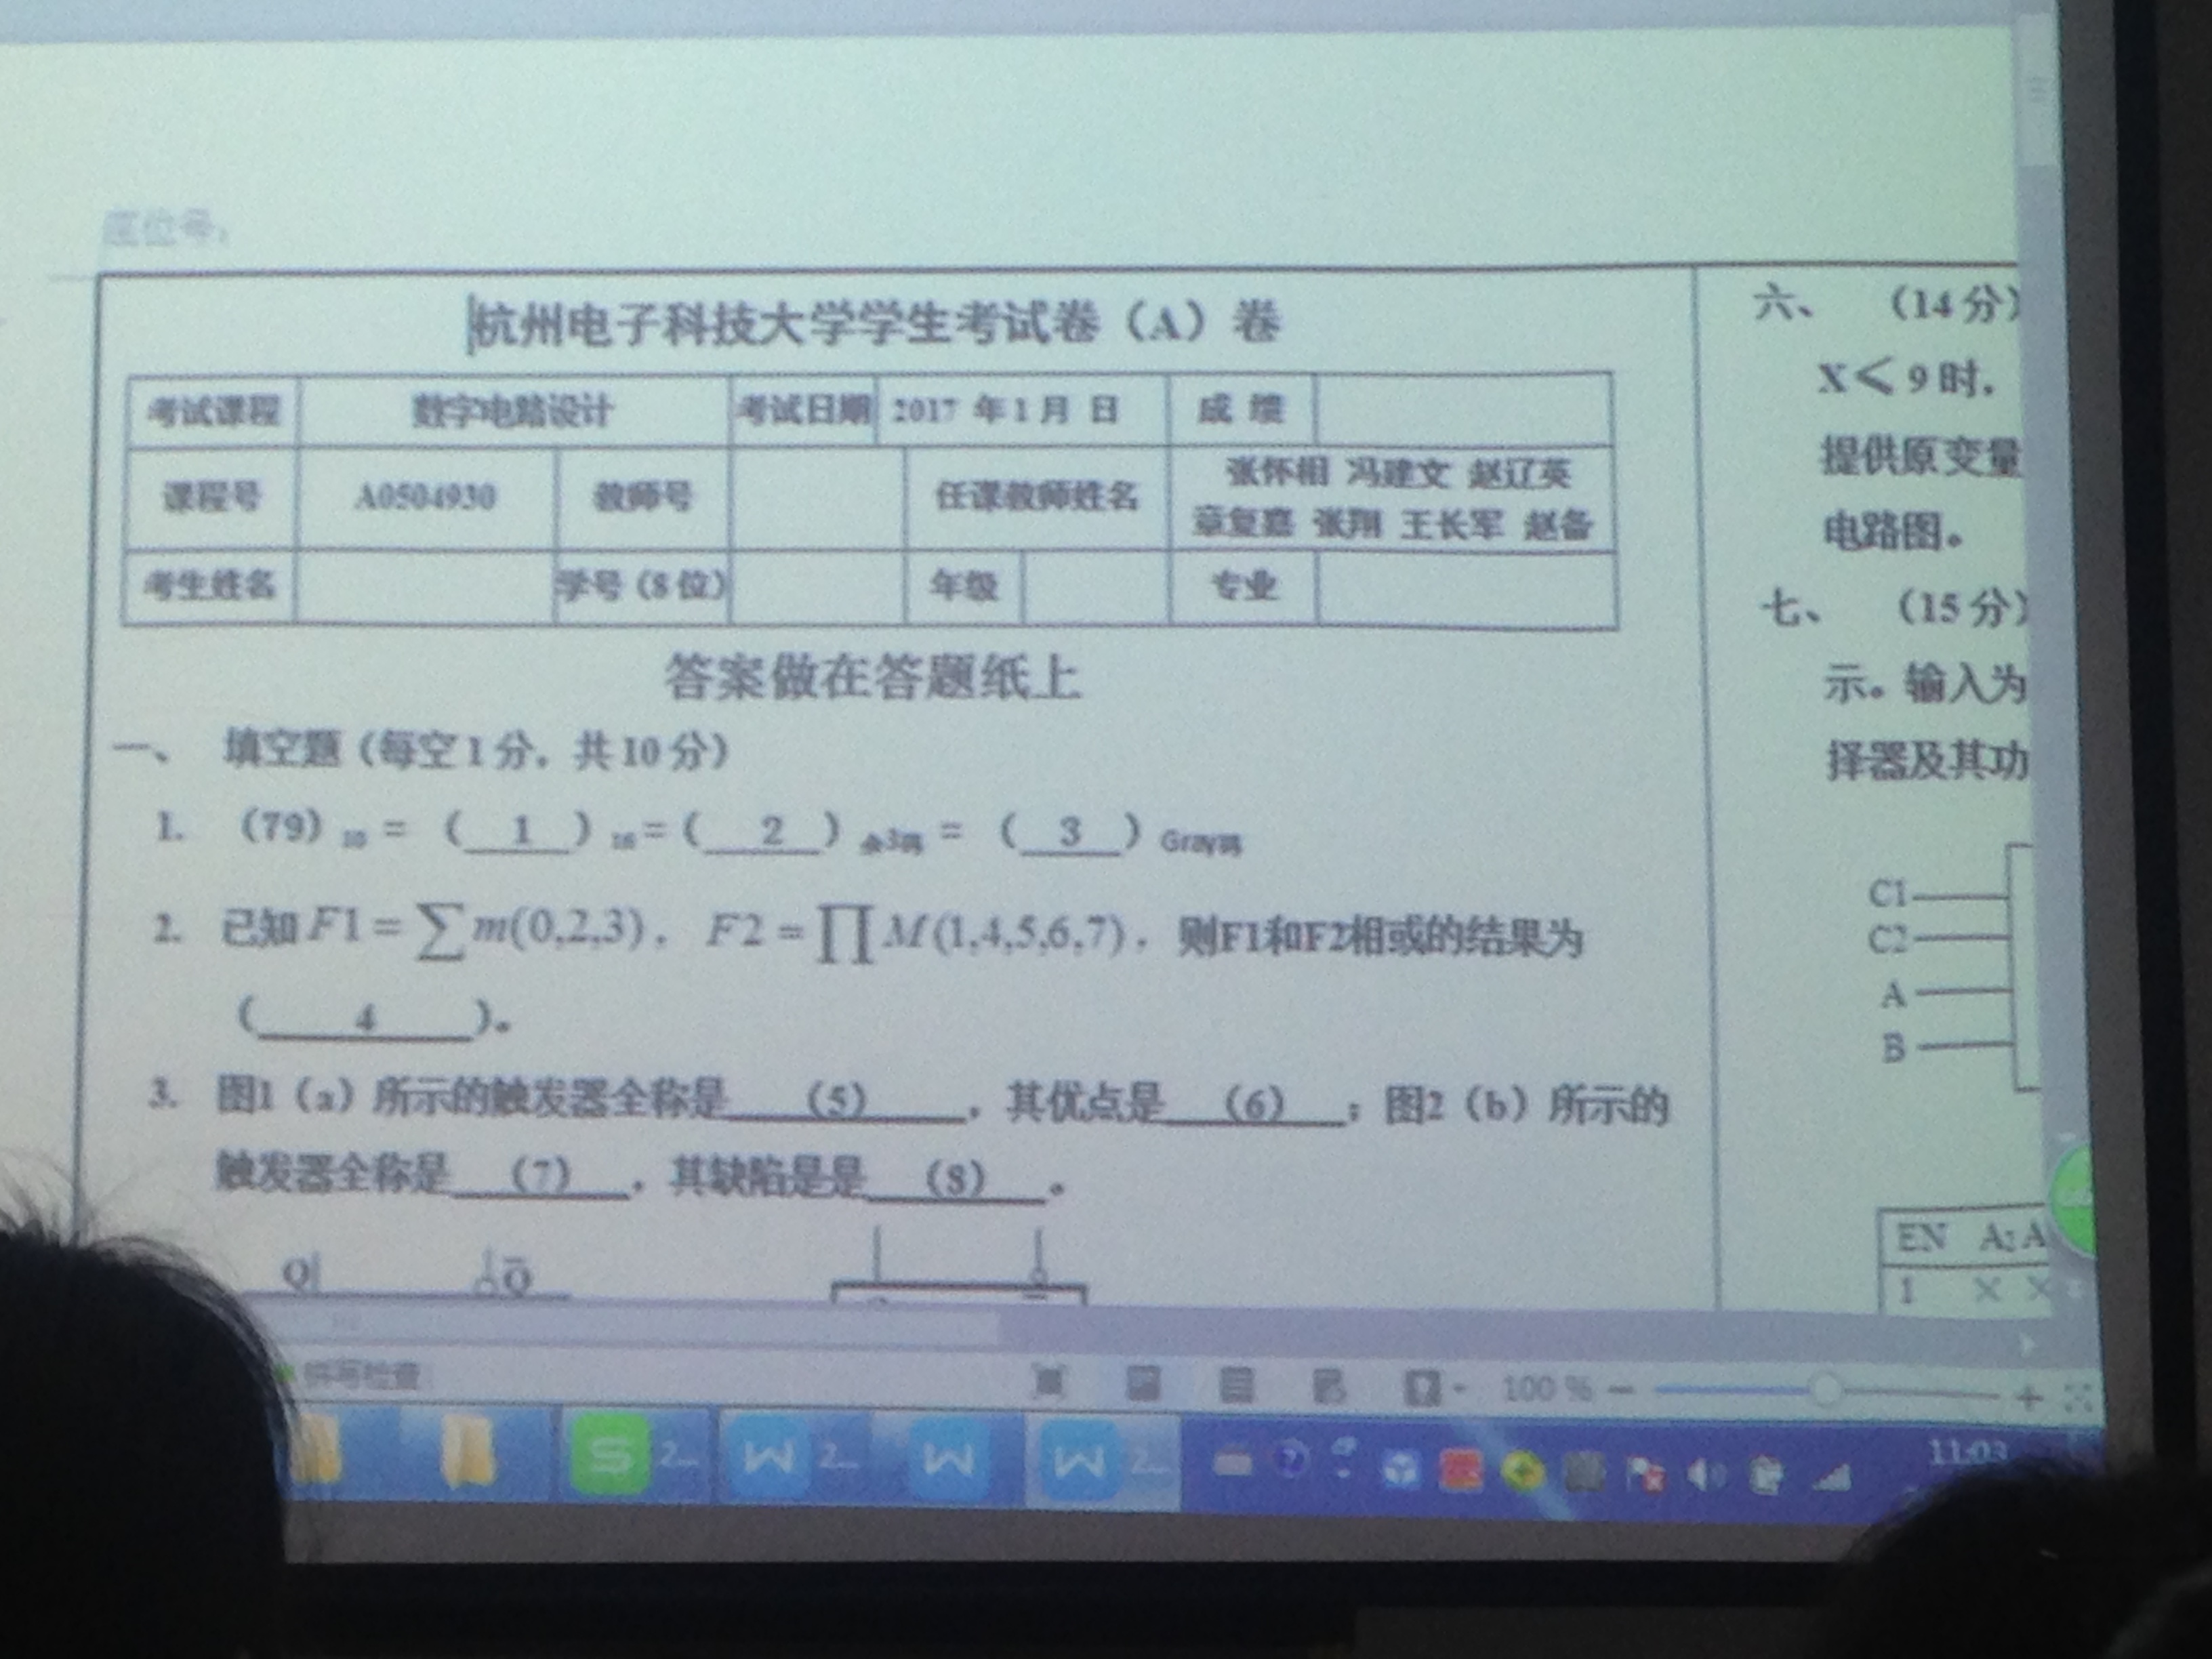 座位号:
杭州电子科技大学学生考试卷（A）卷
考试课程 数字电路设计 考试日期 2017 年 1 月 日 成 绩
课程号 A0504930 教师号 任课教师姓名 张怀相 冯建文 赵辽英
章复嘉 张翔 王长军 赵备
考生姓名 学号（8 位） 年级 专业
答案做在答题纸上
一、 填空题（每空 1 分，共 10 分）
1. （79）10 = （ 1 ）16 = （ 2 ）余3码 = （ 3 ）Gray码
2. 已知 F1 = ∑ m(0,2,3)， F2 = ∏ M(1,4,5,6,7)， 则F1和F2相或的结果为
（ 4 ）。
3. 图1（a）所示的触发器全称是 （5） ，其优点是 （6） ；图2（b）所示的
触发器全称是 （7） ，其缺陷是是 （8） 。
Q Q̅
六、 （14 分）
X≤9 时，
提供原变量
电路图。
七、 （15 分）
示。输入为
择器及其功
C1
C2
A
B
EN A₁ A
1 × ×
拼写检查
100 %
S 2... W 2... W W 2...
11:03